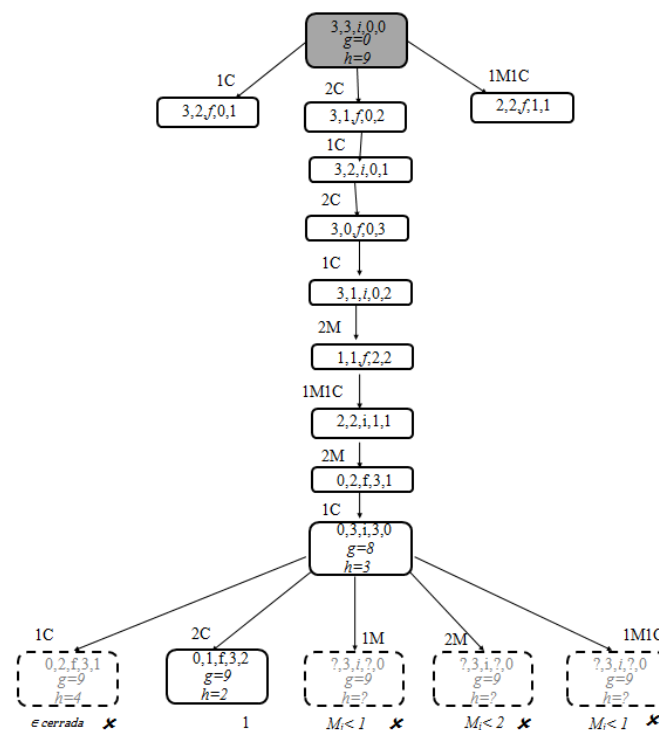 3,3,i,0,0
g=0
h=9
1C
2C
1M1C
3,2,f,0,1
3,1,f,0,2
2,2,f,1,1
1C
3,2,i,0,1
2C
3,0,f,0,3
1C
3,1,i,0,2
2M
1,1,f,2,2
1M1C
2,2,i,1,1
2M
0,2,f,3,1
1C
0,3,i,3,0
g=8
h=3
1C
2C
1M
2M
1M1C
0,2,f,3,1
g=9
h=4
0,1,f,3,2
g=9
h=2
?,3,i,?,0
g=9
h=?
?,3,i,?,0
g=9
h=?
?,3,i,?,0
g=9
h=?
∈ cerrada ✘
1
Mi< 1 ✘
Mi< 2 ✘
Mi< 1 ✘